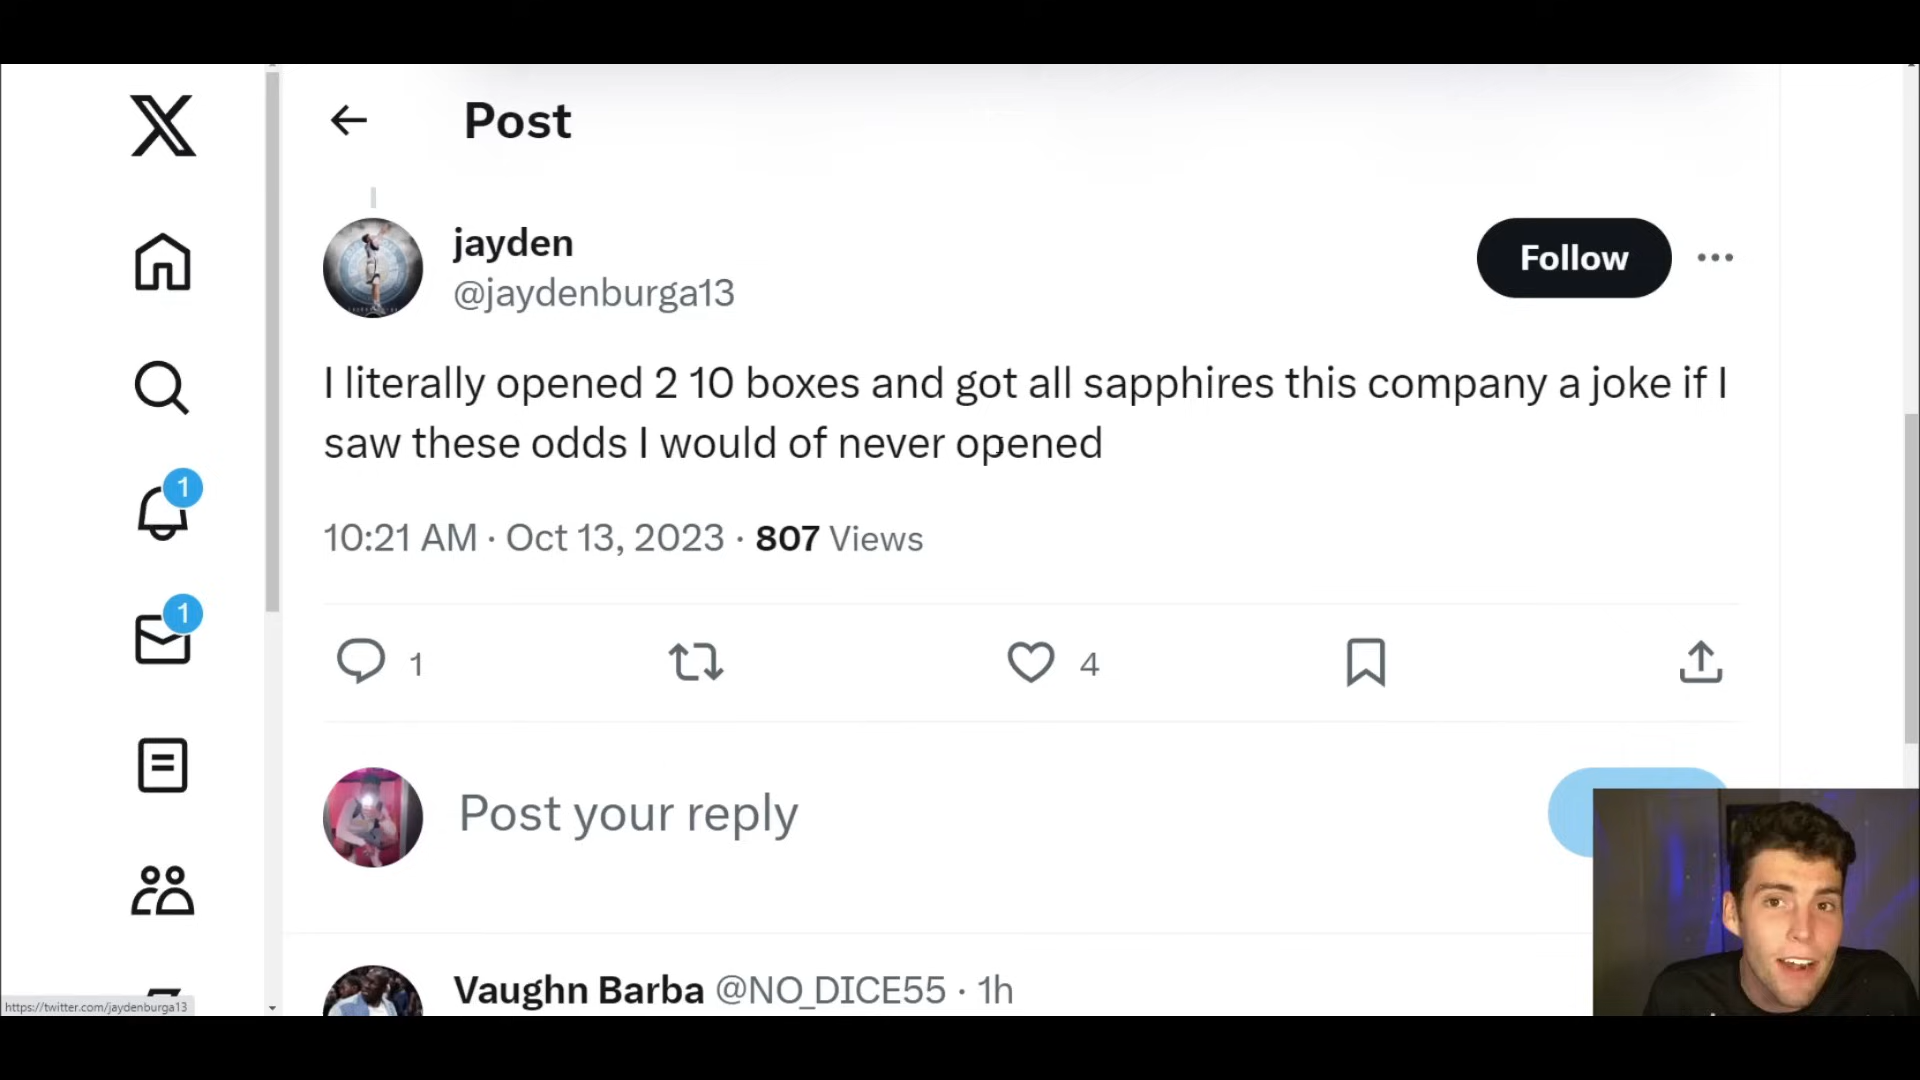 Post
jayden
@jaydenburga13
Follow
I literally opened 2 10 boxes and got all sapphires this company a joke if I
saw these odds I would of never opened
10:21 AM · Oct 13, 2023 · 807 Views
1
1
1
4
Post your reply
Vaughn Barba @NO_DICE55 · 1h
https://twitter.com/jaydenburga13